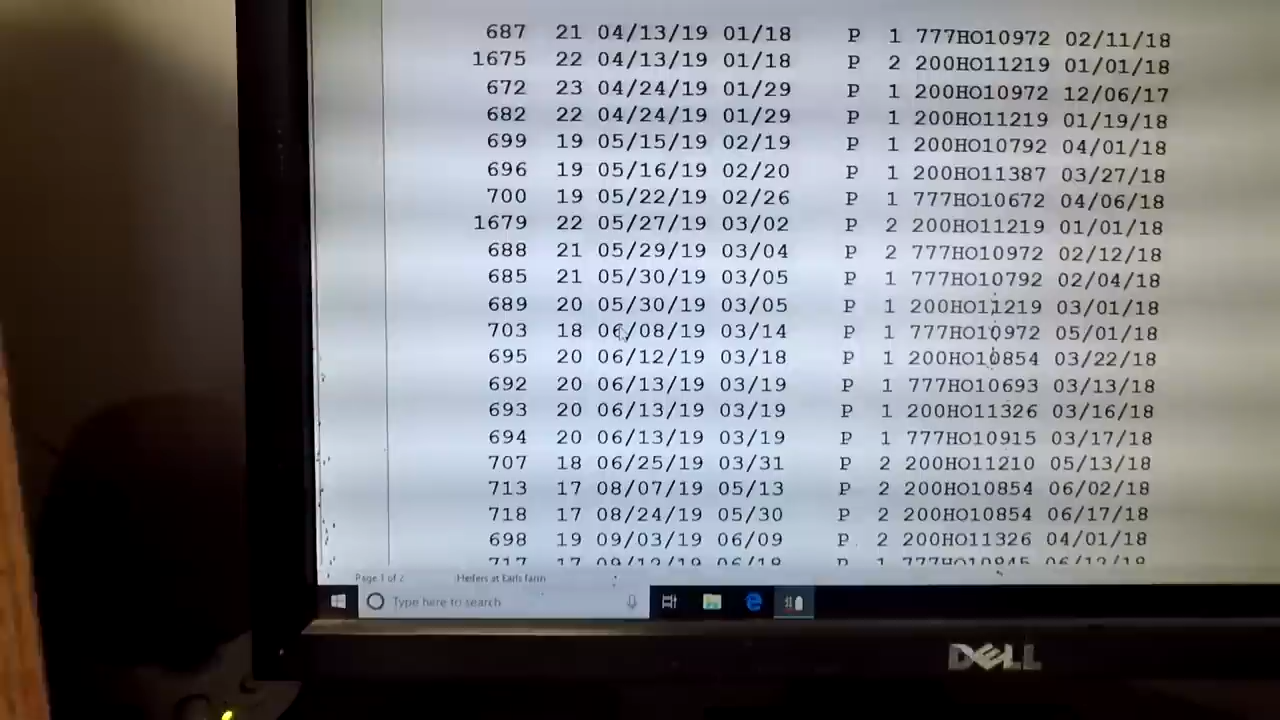 687 21 04/13/19 01/18 P 1 777HO10972 02/11/18
1675 22 04/13/19 01/18 P 2 200HO11219 01/01/18
672 23 04/24/19 01/29 P 1 200HO10972 12/06/17
682 22 04/24/19 01/29 P 1 200HO11219 01/19/18
699 19 05/15/19 02/19 P 1 200HO10792 04/01/18
696 19 05/16/19 02/20 P 1 200HO11387 03/27/18
700 19 05/22/19 02/26 P 1 777HO10672 04/06/18
1679 22 05/27/19 03/02 P 2 200HO11219 01/01/18
688 21 05/29/19 03/04 P 2 777HO10972 02/12/18
685 21 05/30/19 03/05 P 1 777HO10792 02/04/18
689 20 05/30/19 03/05 P 1 200HO11219 03/01/18
703 18 06/08/19 03/14 P 1 777HO10972 05/01/18
695 20 06/12/19 03/18 P 1 200HO10854 03/22/18
692 20 06/13/19 03/19 P 1 777HO10693 03/13/18
693 20 06/13/19 03/19 P 1 200HO11326 03/16/18
694 20 06/13/19 03/19 P 1 777HO10915 03/17/18
707 18 06/25/19 03/31 P 2 200HO11210 05/13/18
713 17 08/07/19 05/13 P 2 200HO10854 06/02/18
718 17 08/24/19 05/30 P 2 200HO10854 06/17/18
698 19 09/03/19 06/09 P 2 200HO11326 04/01/18
Page 1 of 2 Heifers at Earls farm
Type here to search
DELL